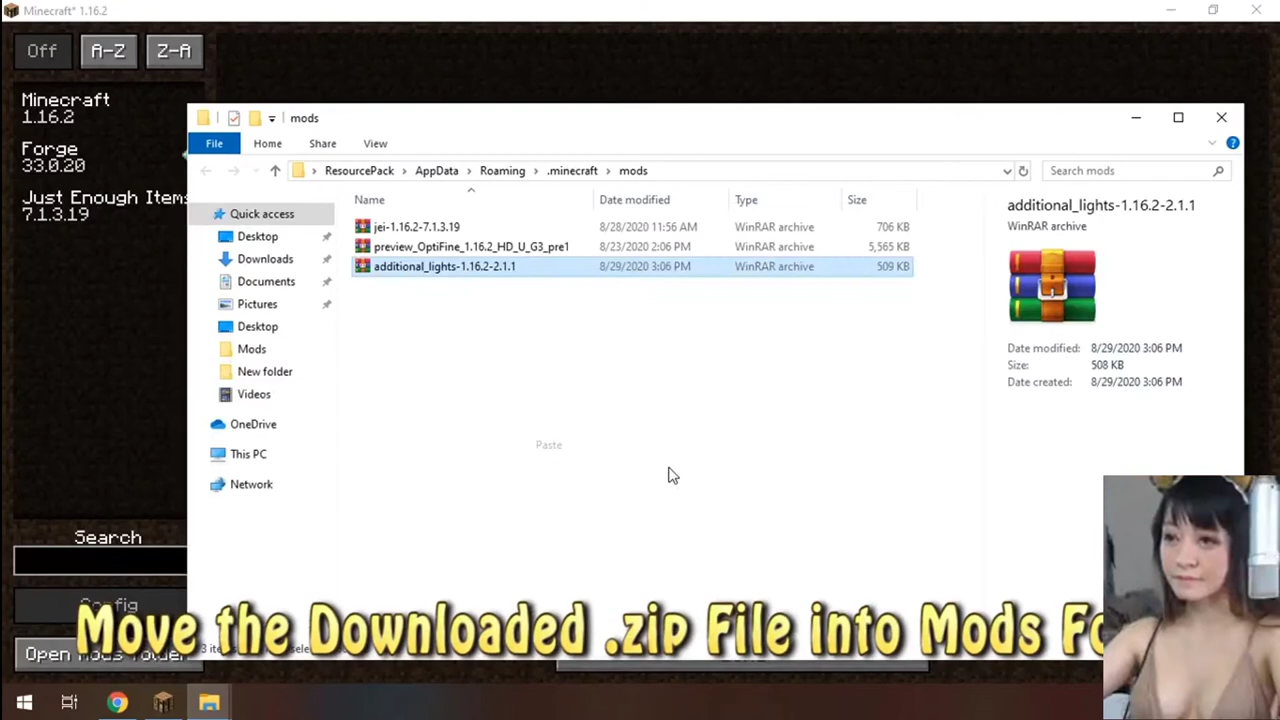 Minecraft* 1.16.2
Off A-Z Z-A
Minecraft
1.16.2
Forge
33.0.20
Just Enough Items
7.1.3.19
Search
Config
Open Mods Folder
mods
File Home Share View
ResourcePack > AppData > Roaming > .minecraft > mods
Search mods
Quick access
Desktop
Downloads
Documents
Pictures
Desktop
Mods
New folder
Videos
OneDrive
This PC
Network
Name Date modified Type Size
jei-1.16.2-7.1.3.19 8/28/2020 11:56 AM WinRAR archive 706 KB
preview_OptiFine_1.16.2_HD_U_G3_pre1 8/23/2020 2:06 PM WinRAR archive 5,565 KB
additional_lights-1.16.2-2.1.1 8/29/2020 3:06 PM WinRAR archive 509 KB
Paste
additional_lights-1.16.2-2.1.1
WinRAR archive
Date modified: 8/29/2020 3:06 PM
Size: 508 KB
Date created: 8/29/2020 3:06 PM
Move the Downloaded .zip File into Mods Fo